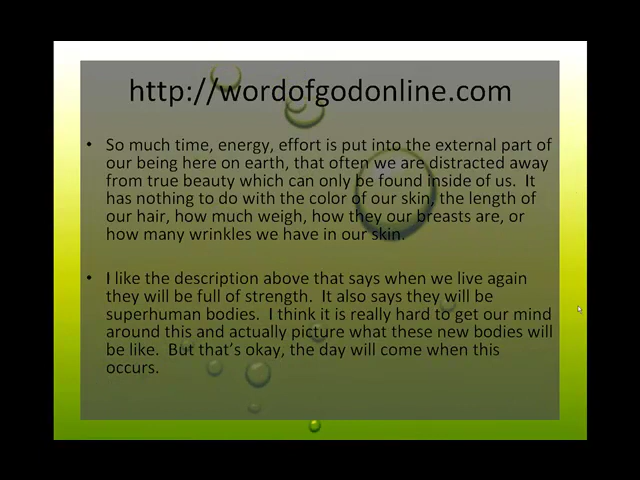 http://wordofgodonline.com
• So much time, energy, effort is put into the external part of
our being here on earth, that often we are distracted away
from true beauty which can only be found inside of us. It
has nothing to do with the color of our skin, the length of
our hair, how much weigh, how they our breasts are, or
how many wrinkles we have in our skin.
• I like the description above that says when we live again
they will be full of strength. It also says they will be
superhuman bodies. I think it is really hard to get our mind
around this and actually picture what these new bodies will
be like. But that's okay, the day will come when this
occurs.